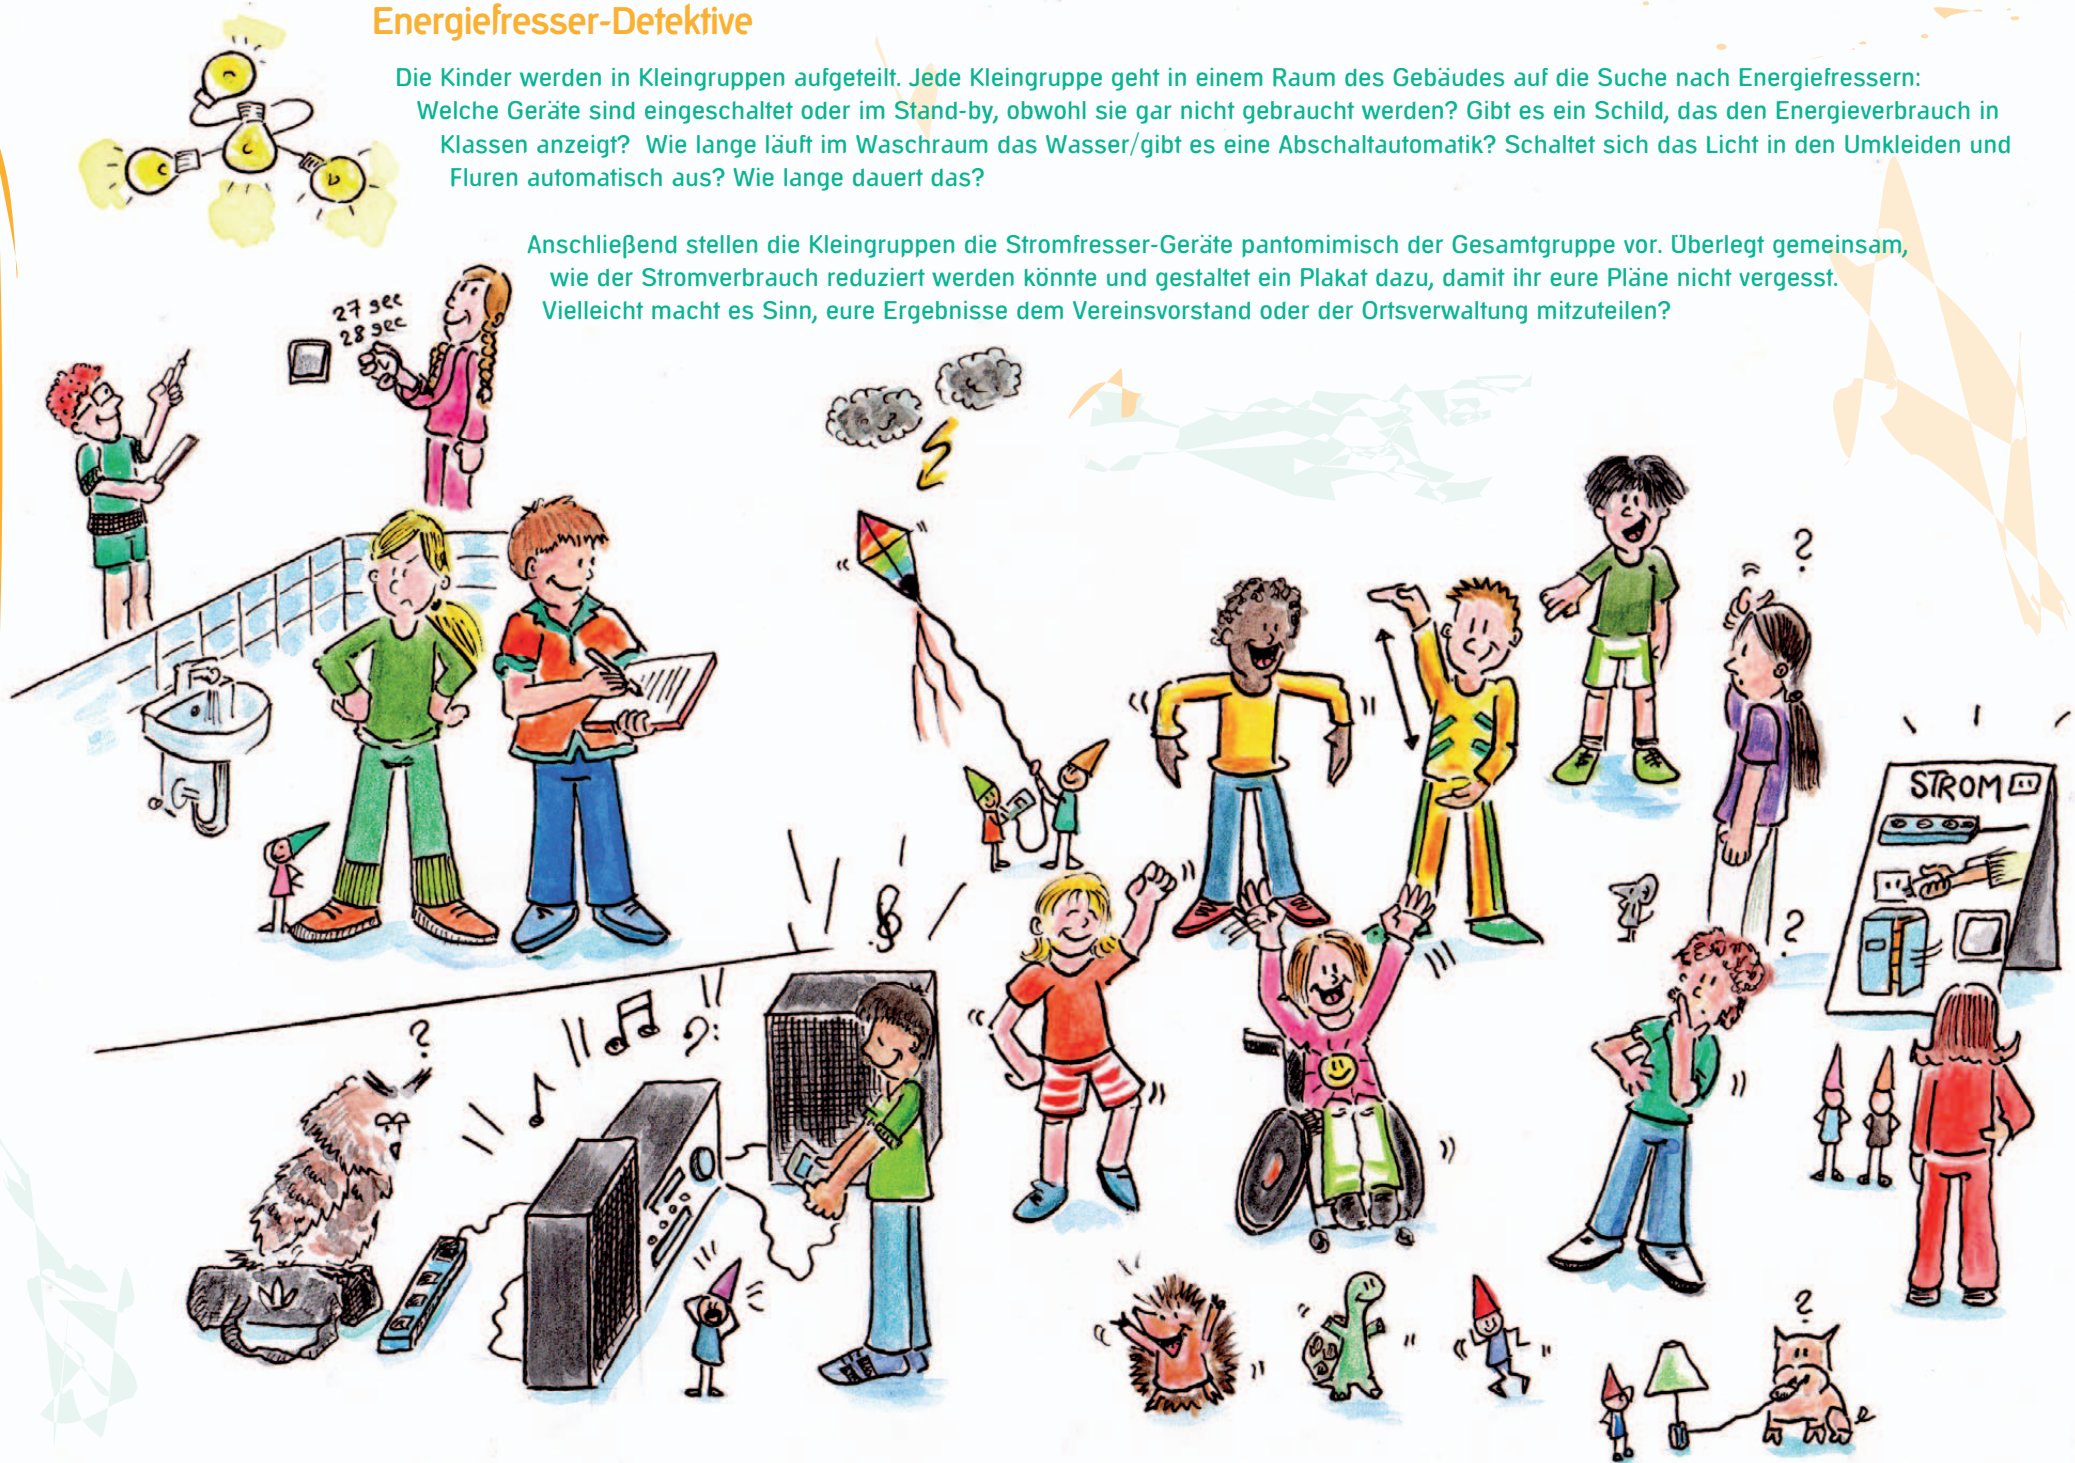 Energiefresser-Detektive
Die Kinder werden in Kleingruppen aufgeteilt. Jede Kleingruppe geht in einem Raum des Gebäudes auf die Suche nach Energiefressern:
Welche Geräte sind eingeschaltet oder im Stand-by, obwohl sie gar nicht gebraucht werden? Gibt es ein Schild, das den Energieverbrauch in
Klassen anzeigt? Wie lange läuft im Waschraum das Wasser/gibt es eine Abschaltautomatik? Schaltet sich das Licht in den Umkleiden und
Fluren automatisch aus? Wie lange dauert das?
Anschließend stellen die Kleingruppen die Stromfresser-Geräte pantomimisch der Gesamtgruppe vor. Überlegt gemeinsam,
wie der Stromverbrauch reduziert werden könnte und gestaltet ein Plakat dazu, damit ihr eure Pläne nicht vergesst.
Vielleicht macht es Sinn, eure Ergebnisse dem Vereinsvorstand oder der Ortsverwaltung mitzuteilen?
27 sec
28 sec
?
STROM
?
?
?